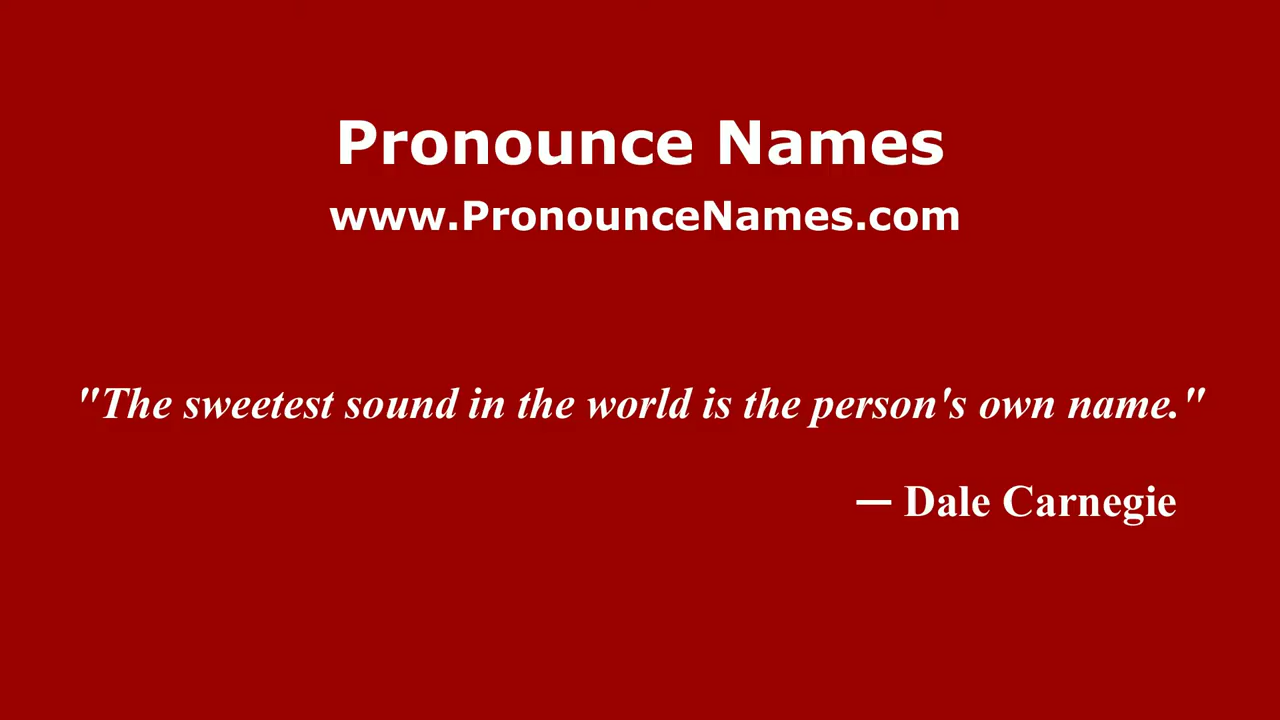 Pronounce Names
www.PronounceNames.com
"The sweetest sound in the world is the person's own name."
— Dale Carnegie